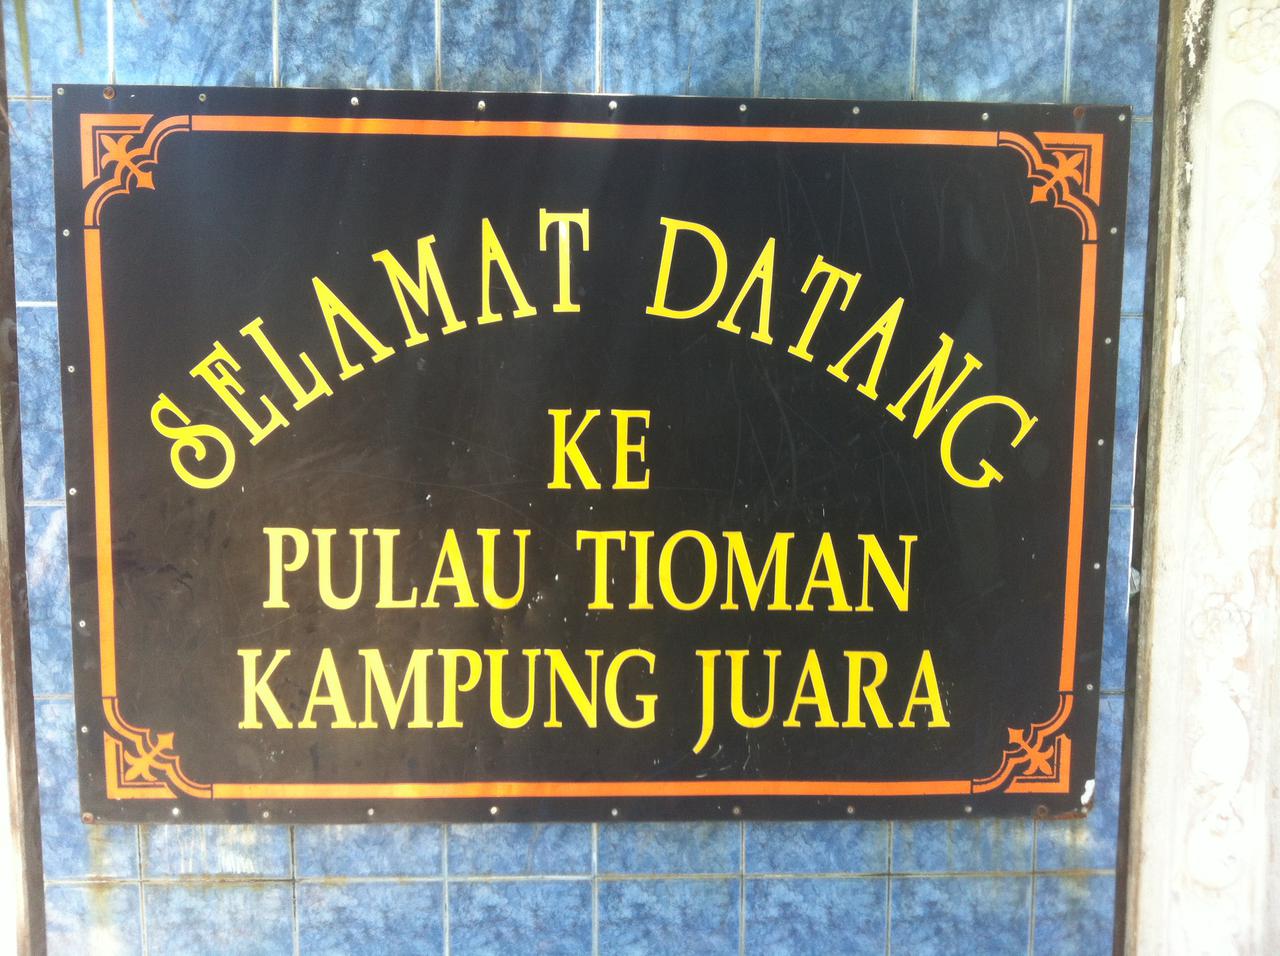 SELAMAT DATANG
KE
PULAU TIOMAN
KAMPUNG JUARA